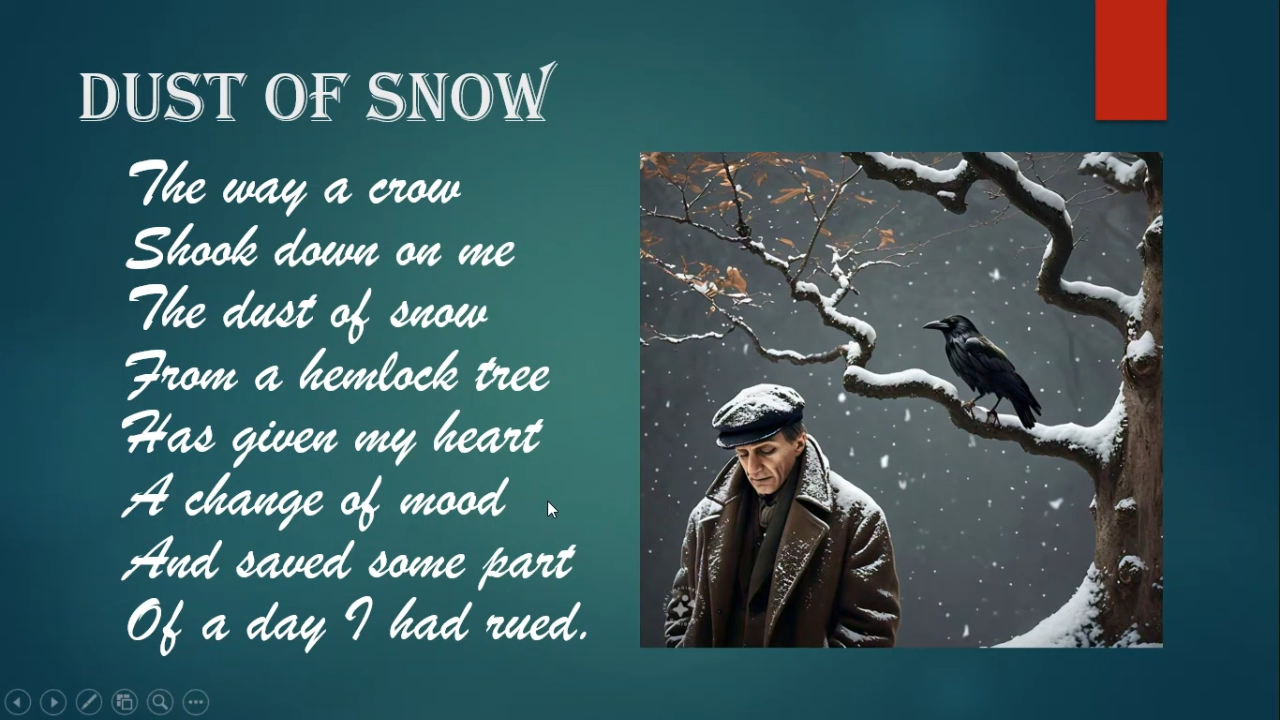 DUST OF SNOW
The way a crow
Shook down on me
The dust of snow
From a hemlock tree
Has given my heart
A change of mood
And saved some part
Of a day I had rued.